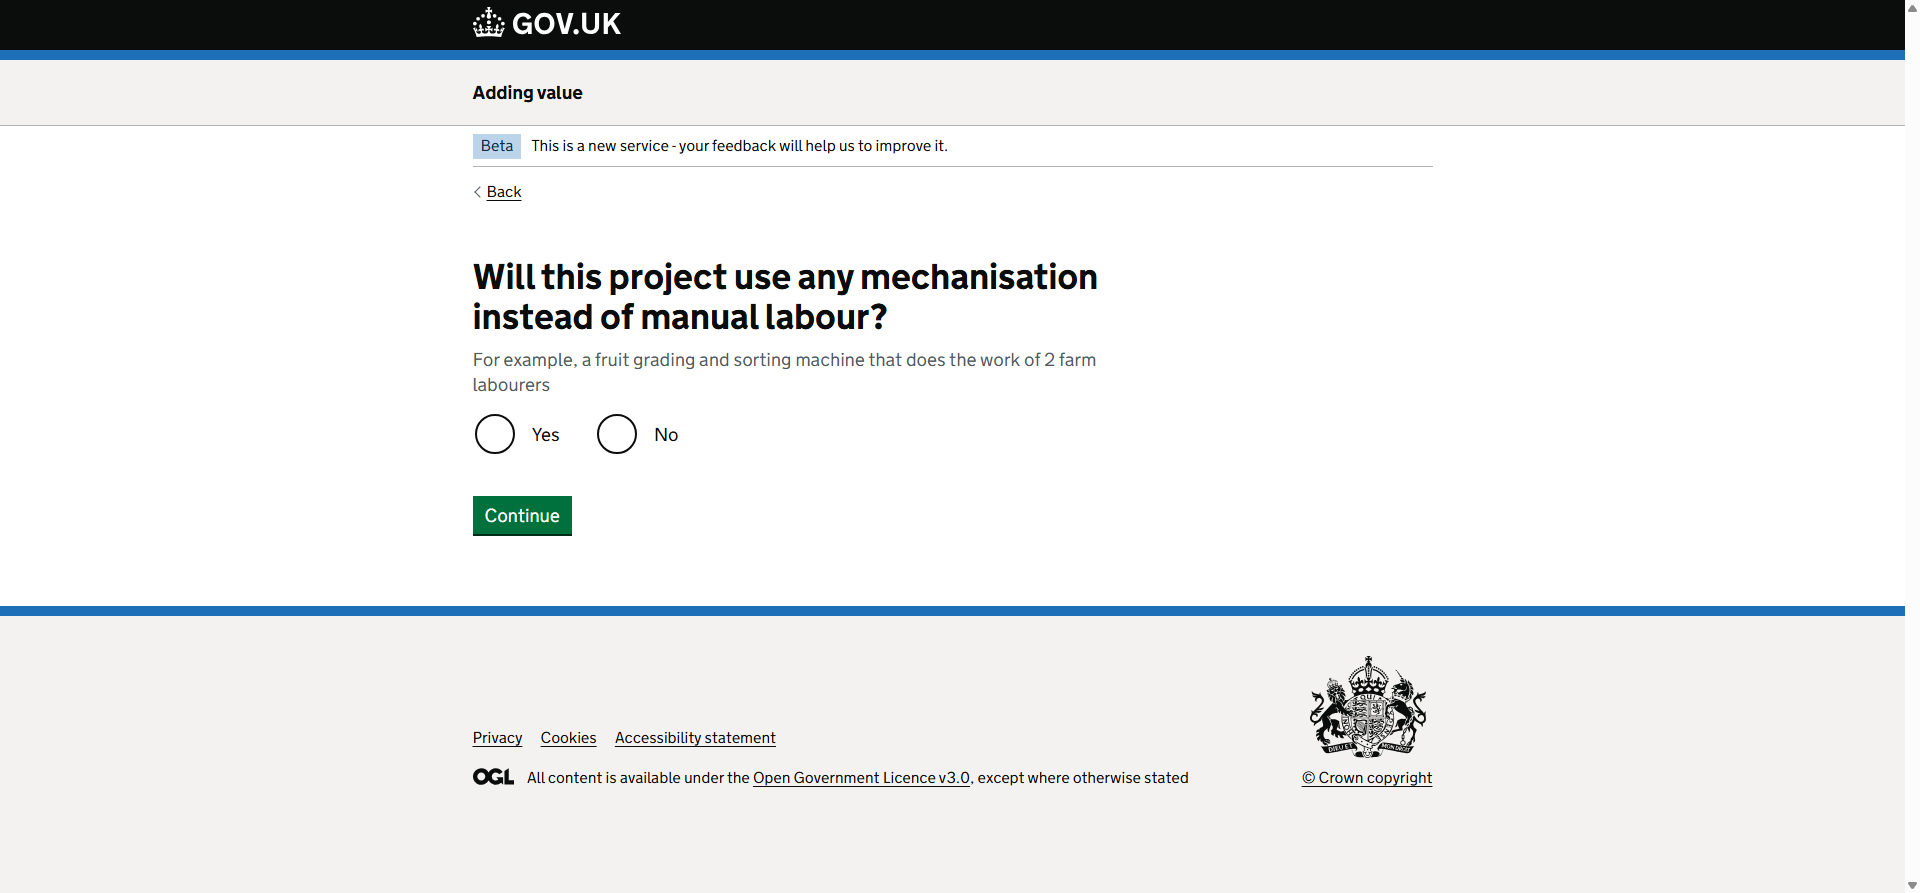 GOV.UK
Adding value
Beta This is a new service - your feedback will help us to improve it.
Back
Will this project use any mechanisation
instead of manual labour?
For example, a fruit grading and sorting machine that does the work of 2 farm
labourers
Yes No
Continue
Privacy Cookies Accessibility statement
OGL All content is available under the Open Government Licence v3.0, except where otherwise stated
© Crown copyright